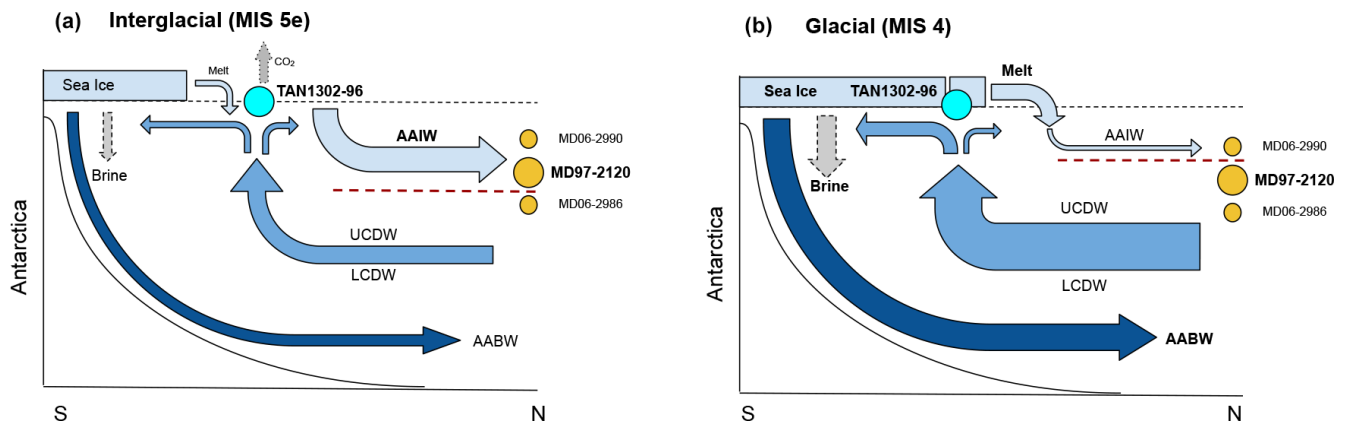 (a) Interglacial (MIS 5e)
CO₂
Melt
Sea Ice
TAN1302-96
AAIW
MD06-2990
Brine
MD97-2120
MD06-2986
UCDW
LCDW
Antarctica
AABW
S
N
(b) Glacial (MIS 4)
Melt
Sea Ice
TAN1302-96
AAIW
MD06-2990
Brine
MD97-2120
UCDW
MD06-2986
LCDW
Antarctica
AABW
S
N